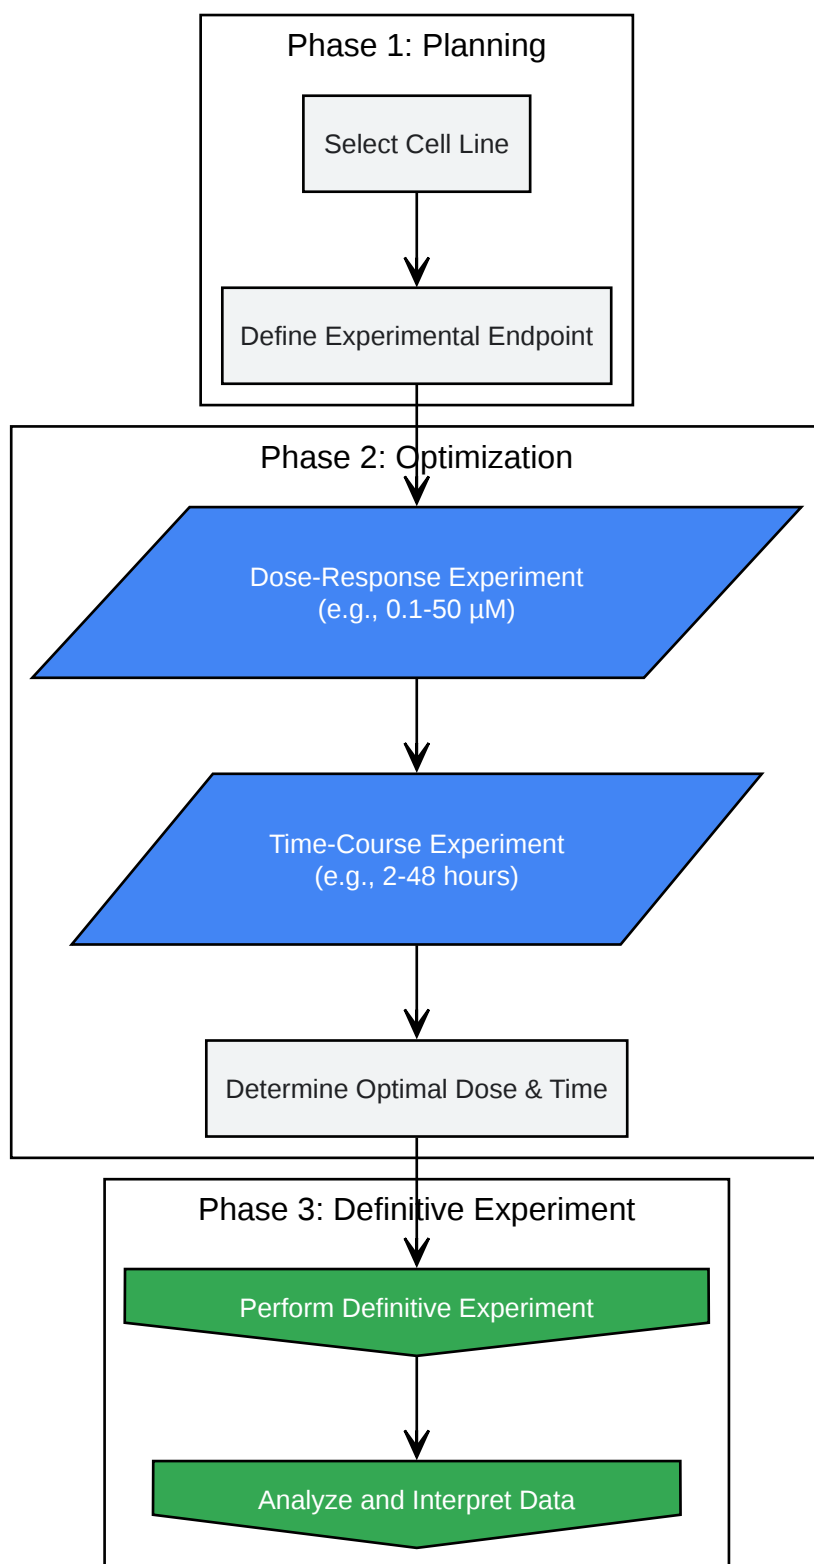 Phase 1: Planning
Select Cell Line
Define Experimental Endpoint
Phase 2: Optimization
Dose-Response Experiment
(e.g., 0.1-50 µM)
Time-Course Experiment
(e.g., 2-48 hours)
Determine Optimal Dose & Time
Phase 3: Definitive Experiment
Perform Definitive Experiment
Analyze and Interpret Data